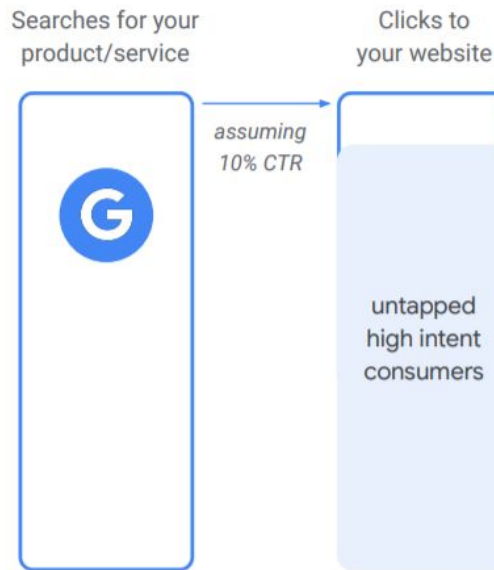 Searches for your
product/service
Clicks to
your website
assuming
10% CTR
G
untapped
high intent
consumers